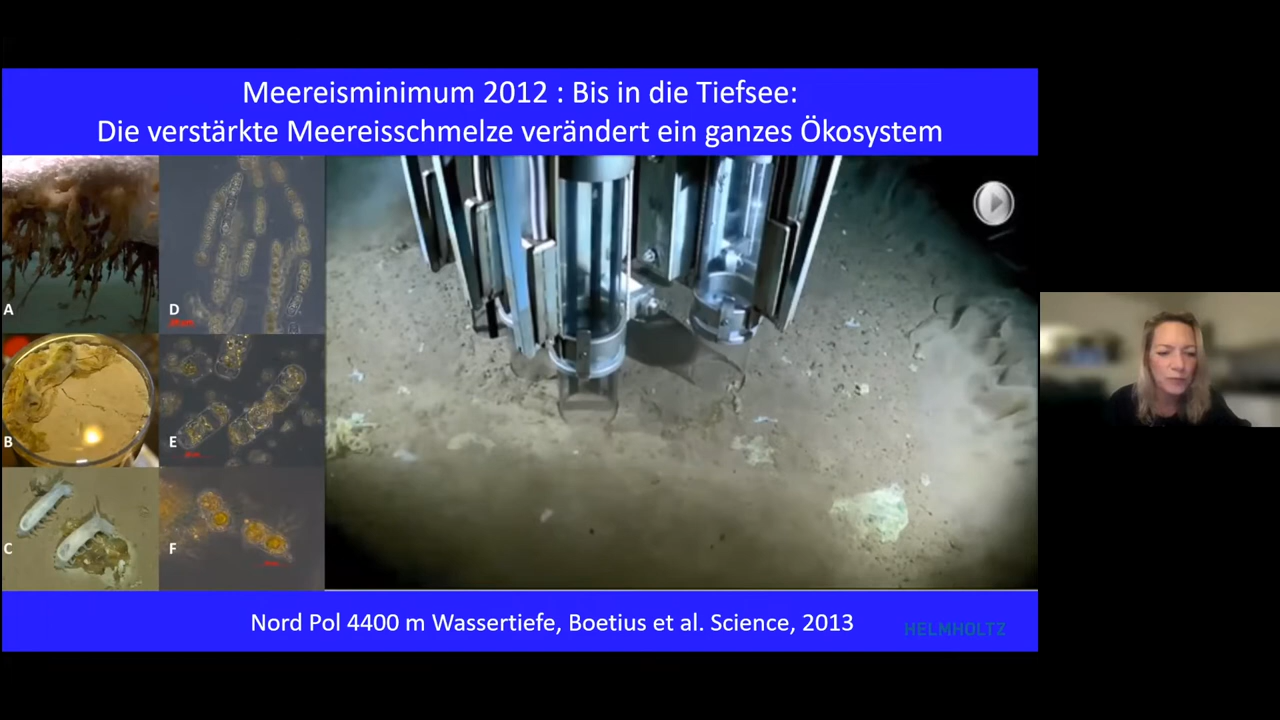 Meereisminimum 2012 : Bis in die Tiefsee:
Die verstärkte Meereisschmelze verändert ein ganzes Ökosystem
A
D
B
E
C
F
Nord Pol 4400 m Wassertiefe, Boetius et al. Science, 2013
HELMHOLTZ